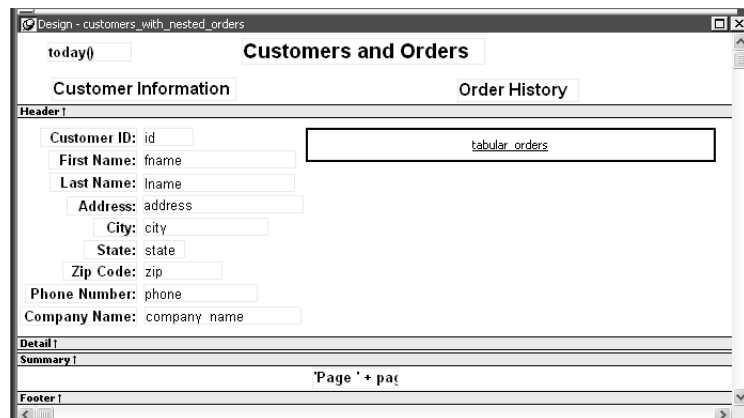 Design - customers_with_nested_orders
today()
Customers and Orders
Customer Information
Order History
Header ↑
Customer ID: id
tabular_orders
First Name: fname
Last Name: lname
Address: address
City: city
State: state
Zip Code: zip
Phone Number: phone
Company Name: company_name
Detail ↑
Summary ↑
'Page ' + pag
Footer ↑